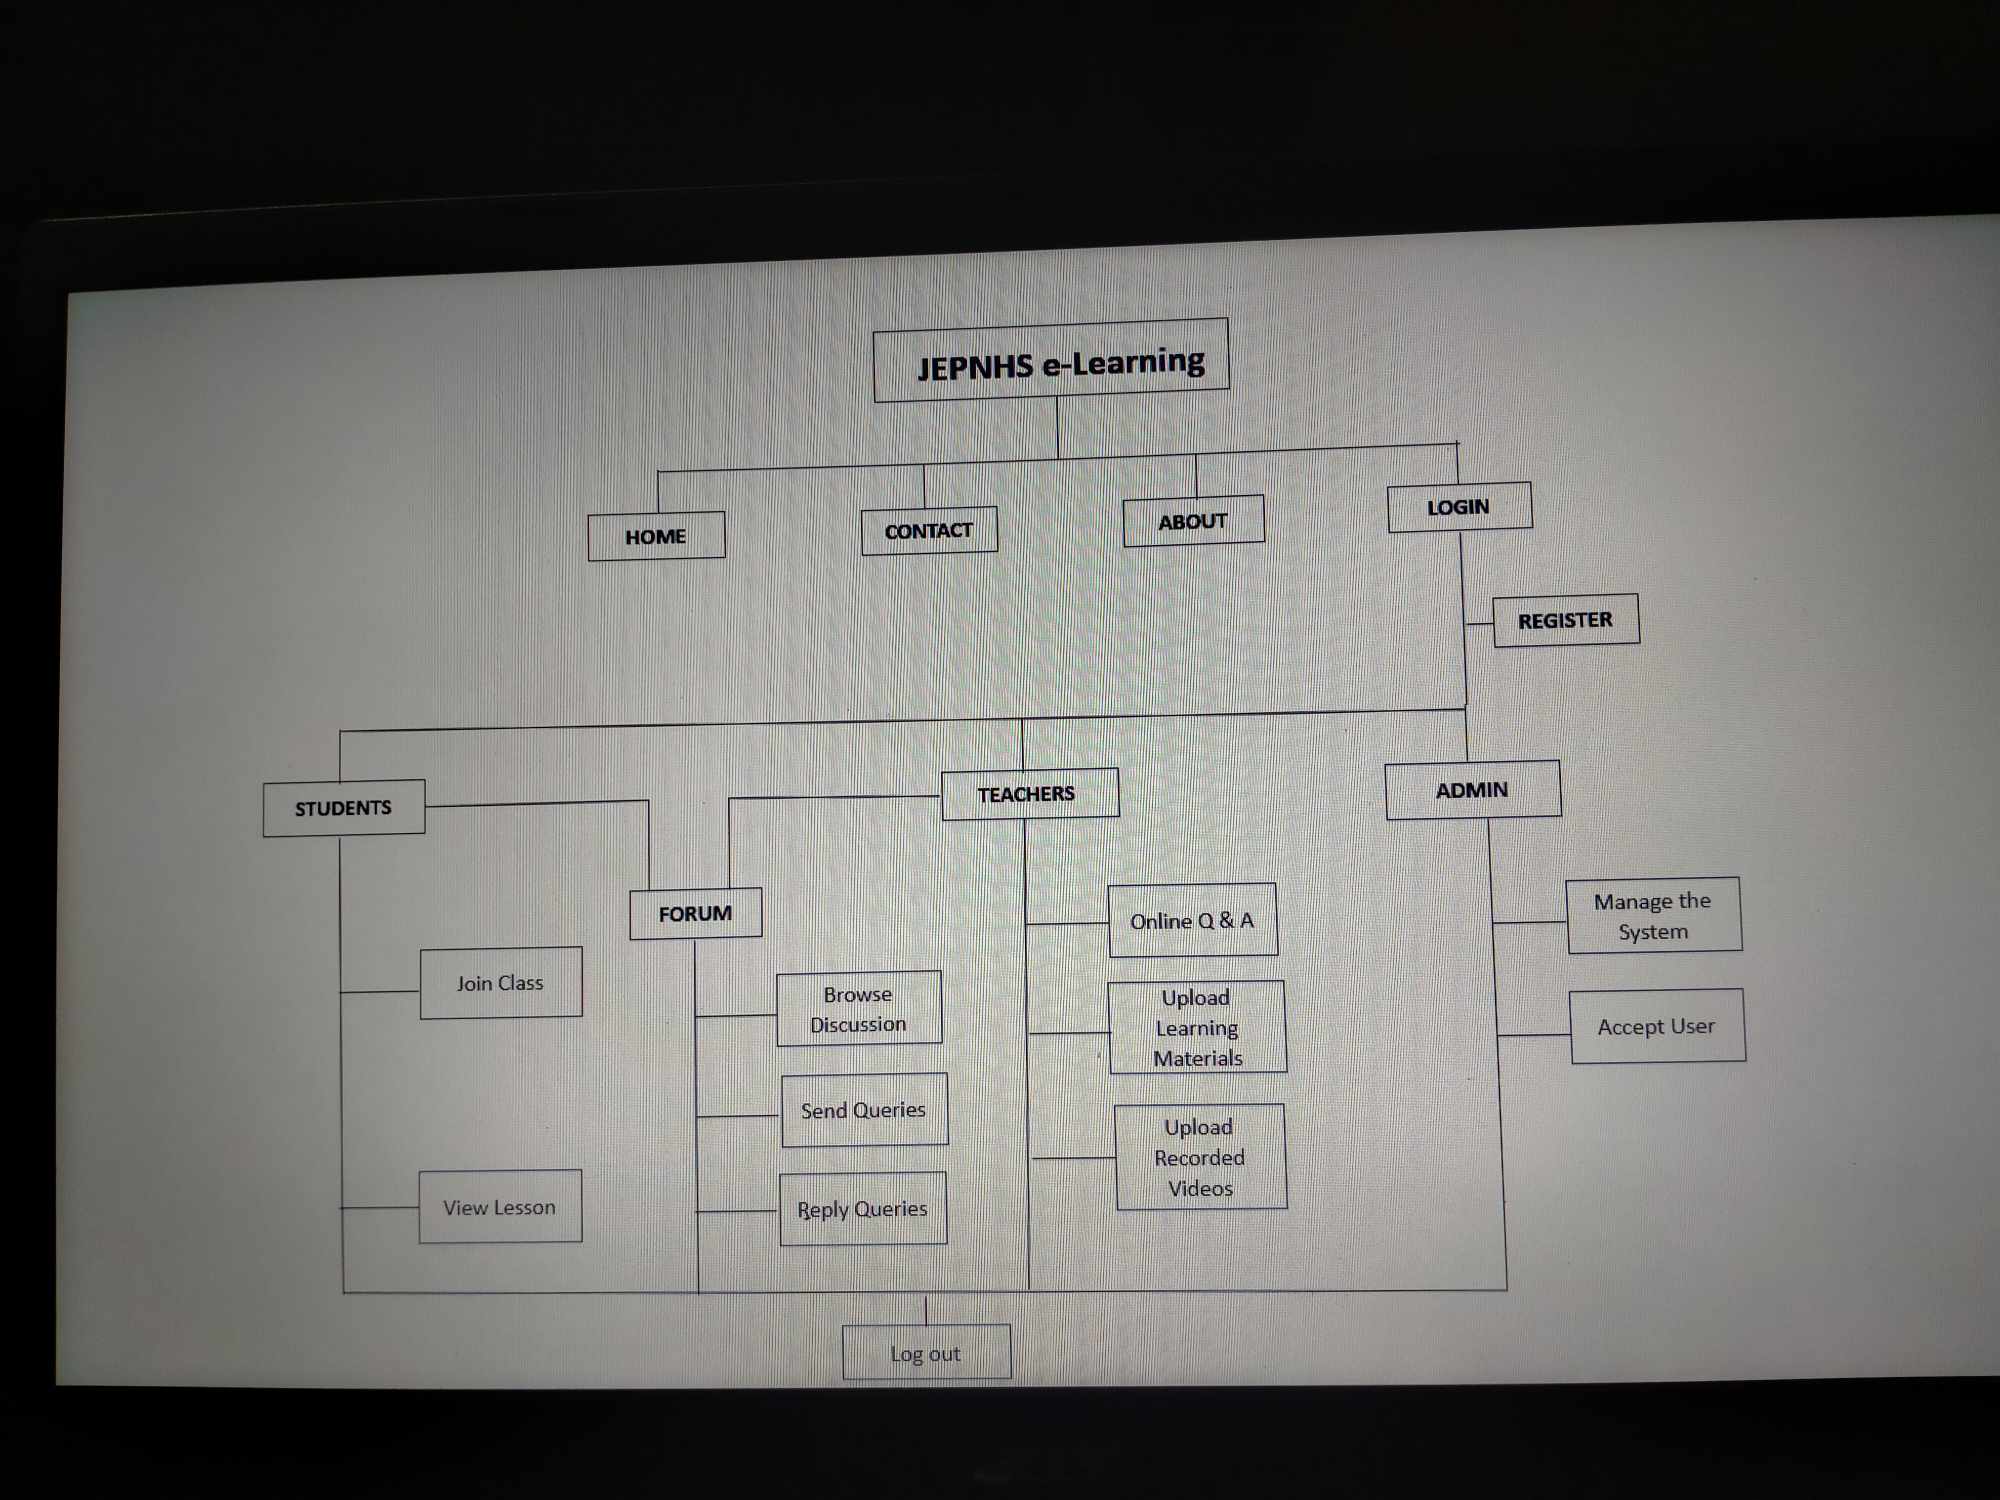 JEPNHS e-Learning
HOME
CONTACT
ABOUT
LOGIN
REGISTER
STUDENTS
TEACHERS
ADMIN
FORUM
Join Class
View Lesson
Browse
Discussion
Send Queries
Reply Queries
Online Q & A
Upload
Learning
Materials
Upload
Recorded
Videos
Manage the
System
Accept User
Log out